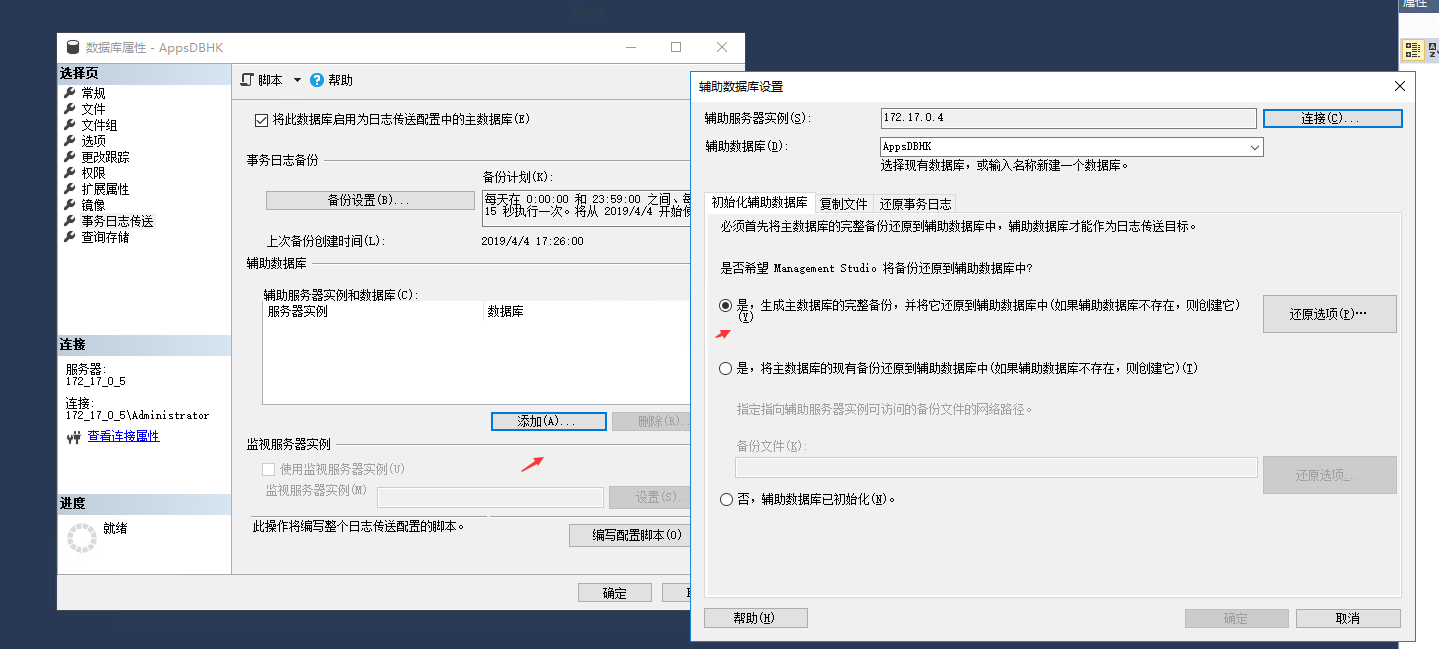 属性
数据库属性 - AppsDBHK
选择页
常规
文件
文件组
选项
更改跟踪
权限
扩展属性
镜像
事务日志传送
查询存储
连接
服务器:
172_17_0_5
连接:
172_17_0_5\Administrator
查看连接属性
进度
就绪
脚本 帮助
将此数据库启用为日志传送配置中的主数据库(E)
事务日志备份
备份计划(K):
备份设置(B)...
每天在 0:00:00 和 23:59:00 之间、每
15 秒执行一次。将从 2019/4/4 开始使
上次备份创建时间(L):
2019/4/4 17:26:00
辅助数据库
辅助服务器实例和数据库(C):
服务器实例 数据库
添加(A)...
删除(R)..
监视服务器实例
使用监视服务器实例(U)
监视服务器实例(M)
设置(S)..
此操作将编写整个日志传送配置的脚本。
编写配置脚本(O)
确定
辅助数据库设置
辅助服务器实例(S):
172.17.0.4
连接(C)...
辅助数据库(D):
AppsDBHK
选择现有数据库，或输入名称新建一个数据库。
初始化辅助数据库 复制文件 还原事务日志
必须首先将主数据库的完整备份还原到辅助数据库中，辅助数据库才能作为日志传送目标。
是否希望 Management Studio 将备份还原到辅助数据库中?
是，生成主数据库的完整备份，并将它还原到辅助数据库中(如果辅助数据库不存在，则创建它)
(Y)
还原选项(P)...
是，将主数据库的现有备份还原到辅助数据库中(如果辅助数据库不存在，则创建它)(I)
指定指向辅助服务器实例可访问的备份文件的网络路径。
备份文件(K):
还原选项_..
否，辅助数据库已初始化(N)。
帮助(H)
确定
取消